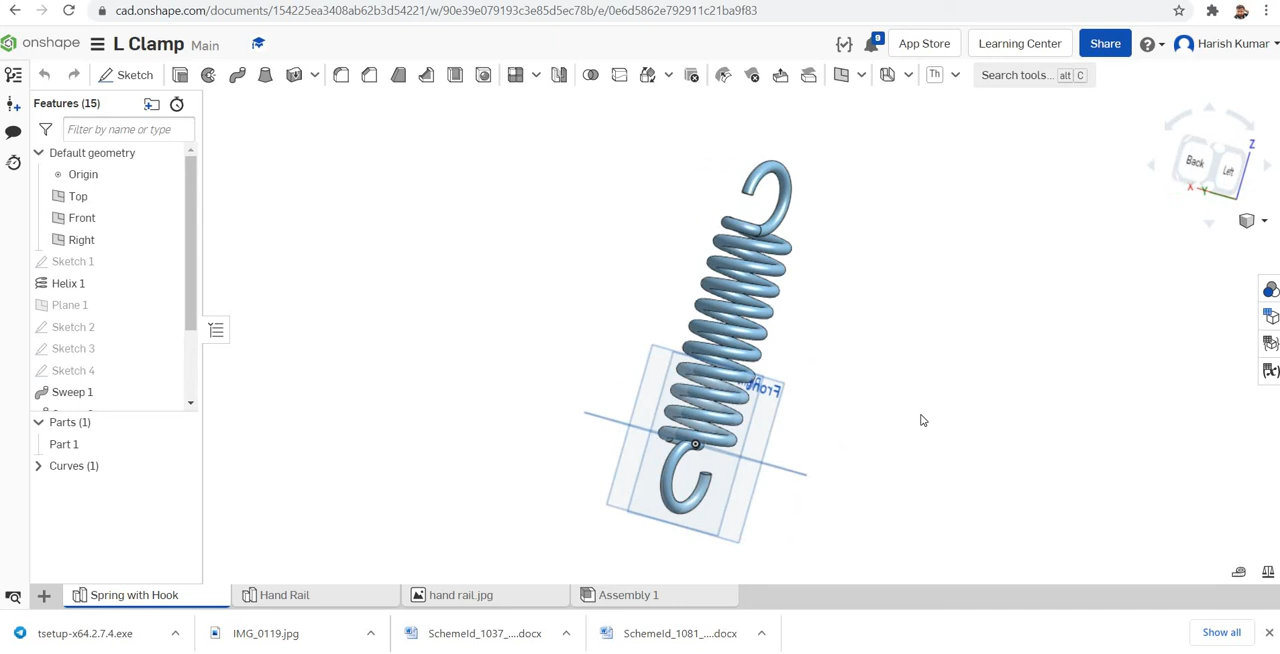 cad.onshape.com/documents/154225ea3408ab62b3d54221/w/90e39e079193c3e85d5ec78b/e/0e6d5862e792911c21ba9f83
onshape L Clamp Main App Store Learning Center Share Harish Kumar
Sketch Th Search tools... alt C
Features (15)
Filter by name or type
Default geometry
Origin
Top
Front
Right
Sketch 1
Helix 1
Plane 1
Sketch 2
Sketch 3
Sketch 4
Sweep 1
Parts (1)
Part 1
Curves (1)
Back Left
Z
X Y
Front
Spring with Hook Hand Rail hand rail.jpg Assembly 1
tsetup-x64.2.7.4.exe IMG_0119.jpg SchemeId_1037_....docx SchemeId_1081_....docx Show all